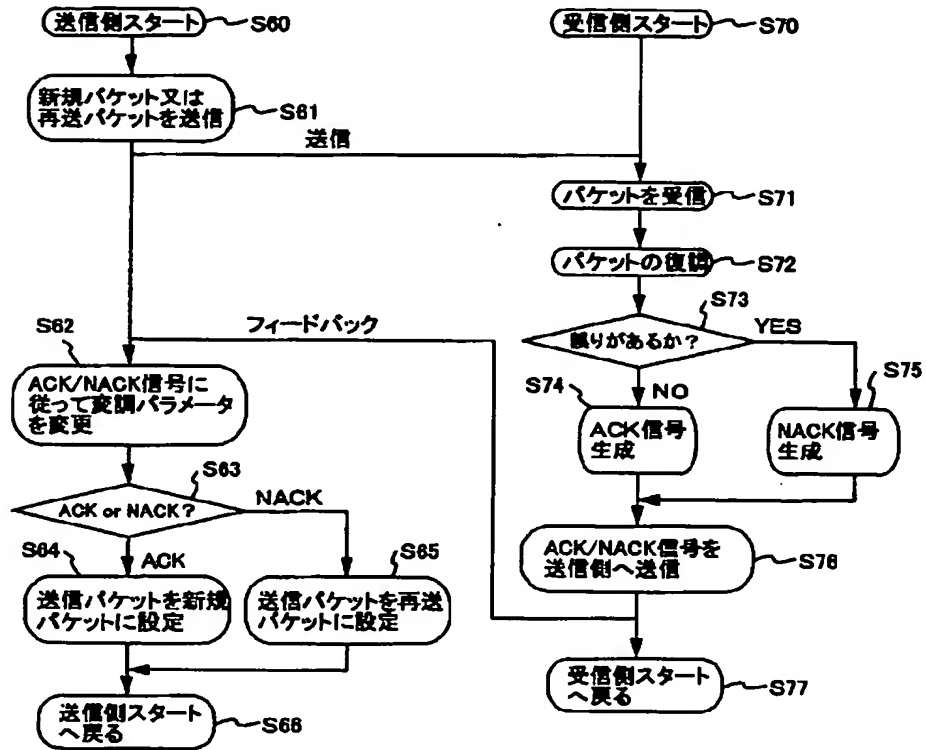 送信側スタート
S60
新規パケット又は
再送パケットを送信
S61
送信
フィードバック
S62
ACK/NACK信号に
従って変調パラメータ
を変更
S63
ACK or NACK?
NACK
ACK
S64
送信パケットを新規
パケットに設定
S65
送信パケットを再送
パケットに設定
送信側スタート
へ戻る
S66
受信側スタート
S70
パケットを受信
S71
パケットの復調
S72
S73
誤りがあるか?
YES
NO
S74
ACK信号
生成
S75
NACK信号
生成
ACK/NACK信号を
送信側へ送信
S76
受信側スタート
へ戻る
S77